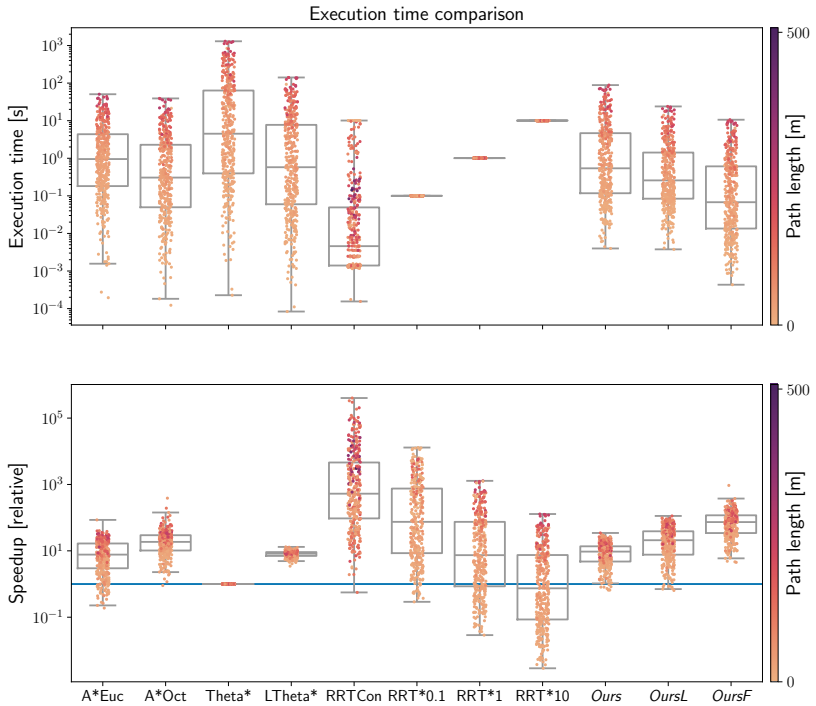 Execution time comparison
Execution time [s]
10^3
10^2
10^1
10^0
10^-1
10^-2
10^-3
10^-4
500
Path length [m]
0
Speedup [relative]
10^5
10^3
10^1
10^-1
500
Path length [m]
0
A*Euc A*Oct Theta* LTheta* RRTCon RRT*0.1 RRT*1 RRT*10 Ours OursL OursF